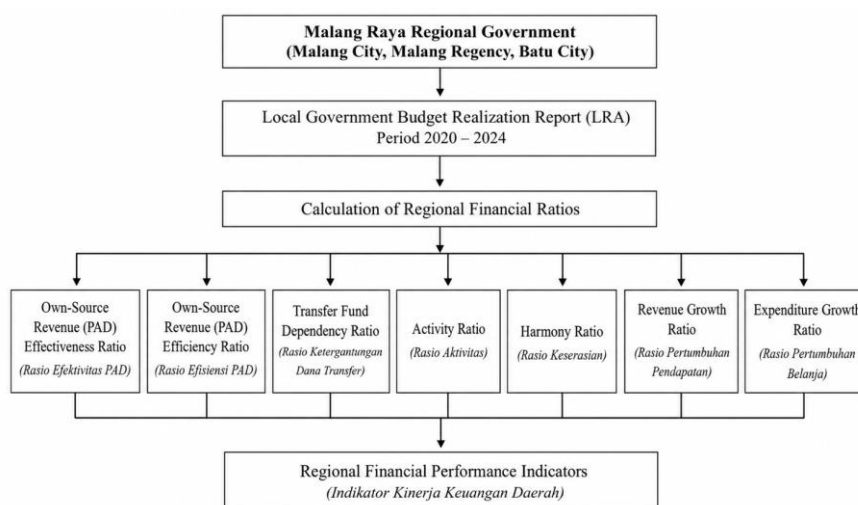 Malang Raya Regional Government
(Malang City, Malang Regency, Batu City)
Local Government Budget Realization Report (LRA)
Period 2020 – 2024
Calculation of Regional Financial Ratios
Own-Source
Revenue (PAD)
Effectiveness Ratio
(Rasio Efektivitas PAD)
Own-Source
Revenue (PAD)
Efficiency Ratio
(Rasio Efisiensi PAD)
Transfer Fund
Dependency Ratio
(Rasio Ketergantungan
Dana Transfer)
Activity Ratio
(Rasio Aktivitas)
Harmony Ratio
(Rasio Keserasian)
Revenue Growth
Ratio
(Rasio Pertumbuhan
Pendapatan)
Expenditure Growth
Ratio
(Rasio Pertumbuhan
Belanja)
Regional Financial Performance Indicators
(Indikator Kinerja Keuangan Daerah)